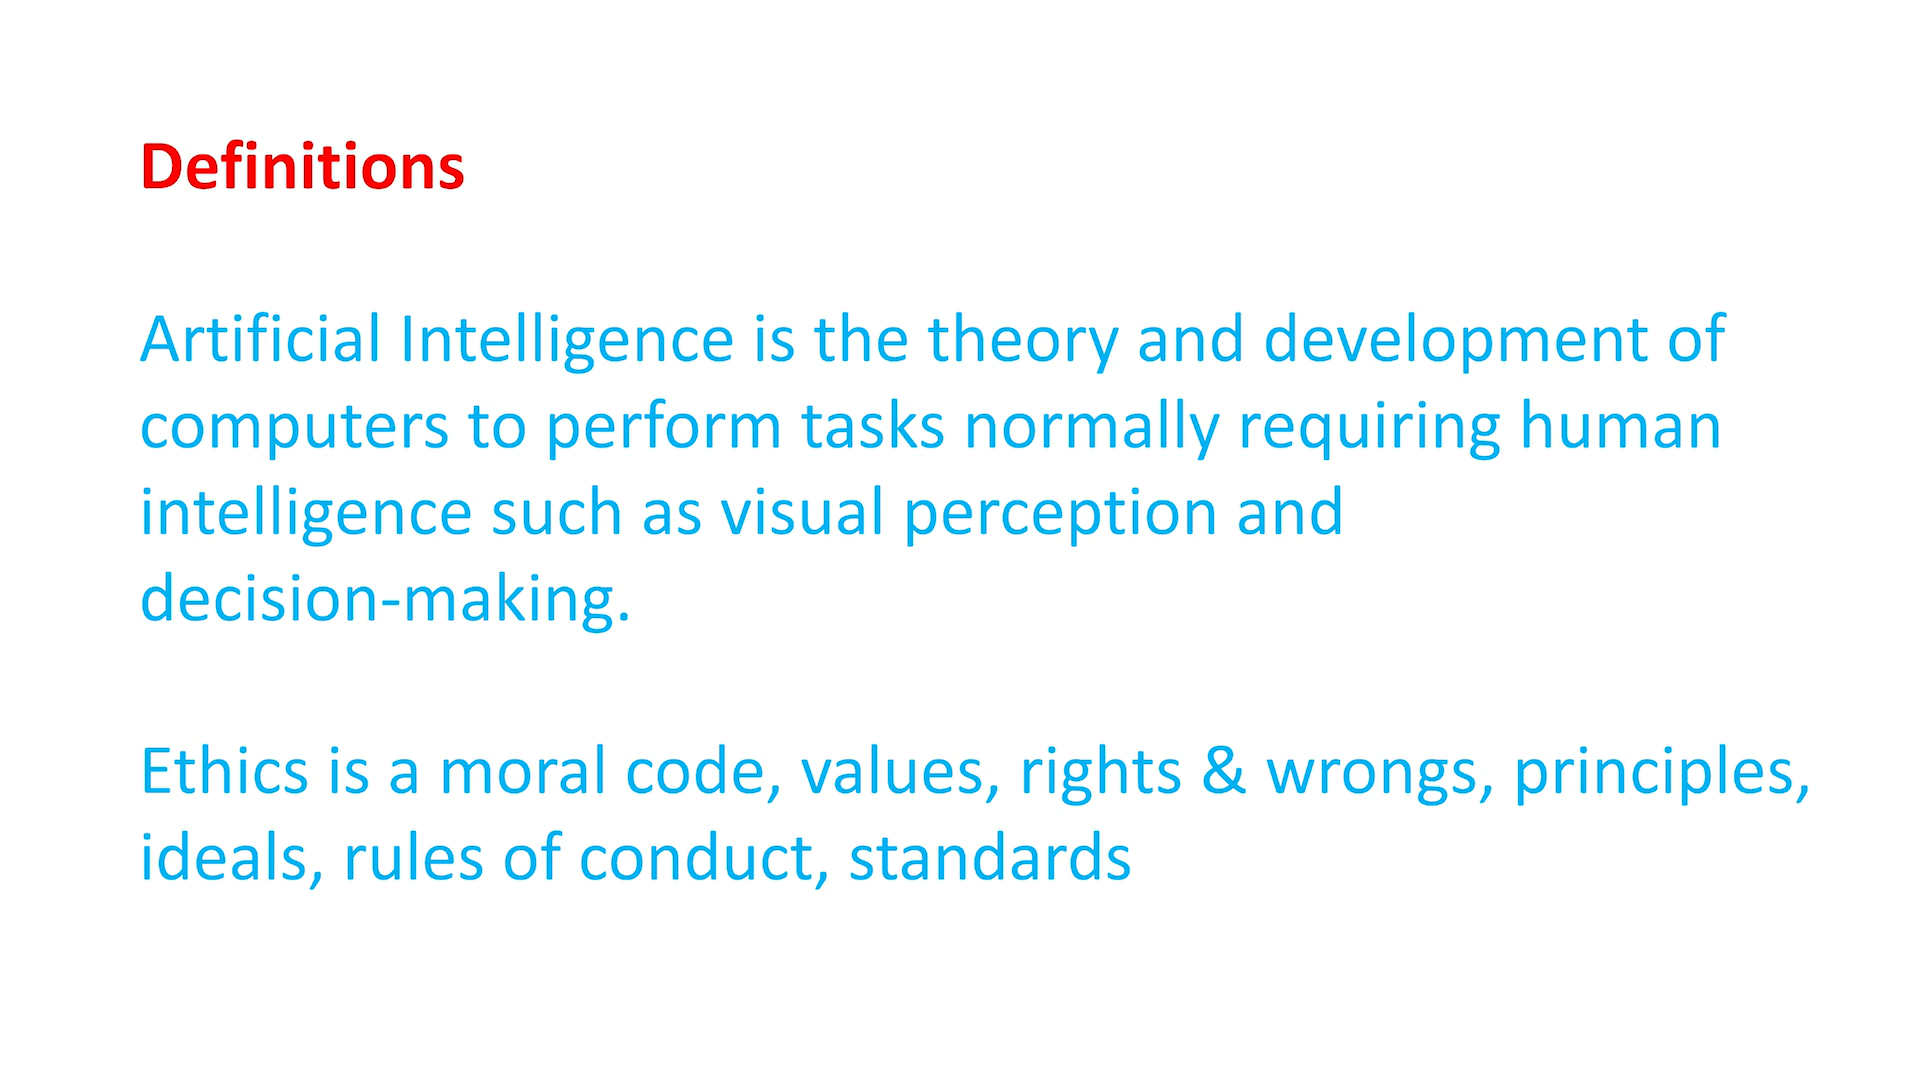 Definitions
Artificial Intelligence is the theory and development of
computers to perform tasks normally requiring human
intelligence such as visual perception and
decision-making.
Ethics is a moral code, values, rights & wrongs, principles,
ideals, rules of conduct, standards